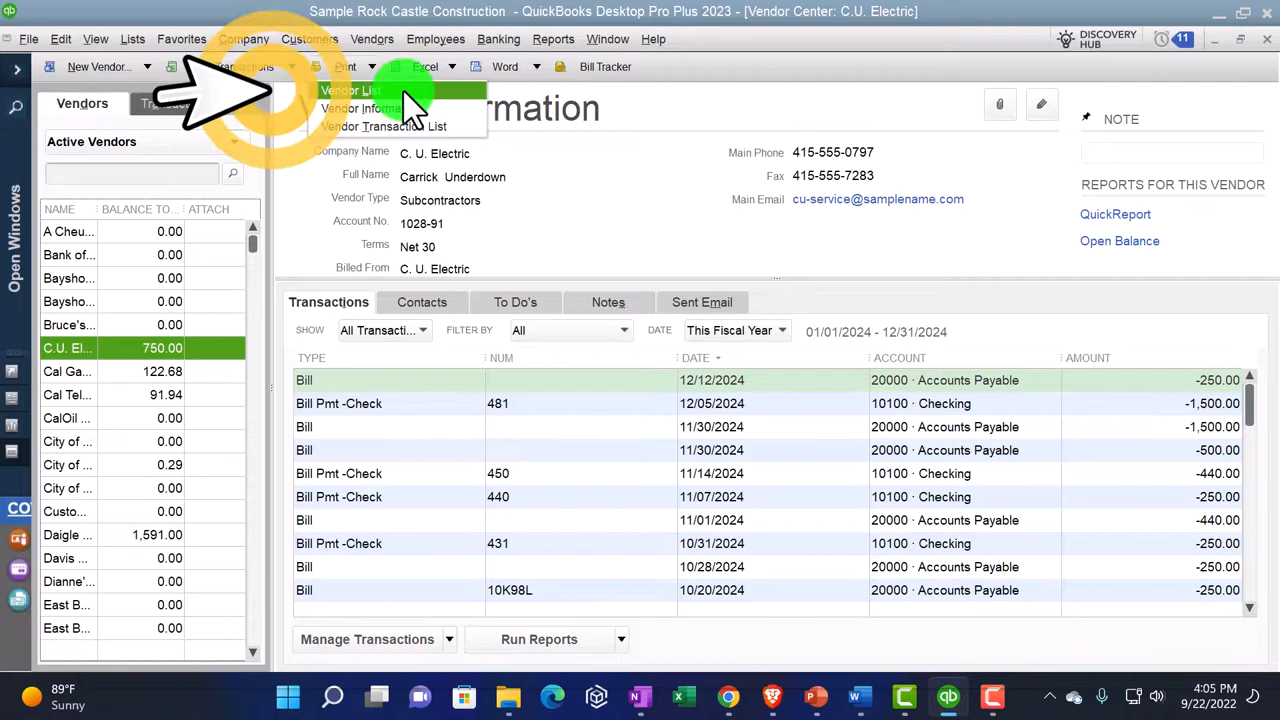 Sample Rock Castle Construction - QuickBooks Desktop Pro Plus 2023 - [Vendor Center: C.U. Electric]
File Edit View Lists Favorites Company Customers Vendors Employees Banking Reports Window Help
DISCOVERY HUB 11
New Vendor... Print Excel Word Bill Tracker
Vendors
Vendor List
Vendor Transaction List
Active Vendors
NOTE
Company Name C. U. Electric
Full Name Carrick Underdown
Vendor Type Subcontractors
Account No. 1028-91
Terms Net 30
Billed From C. U. Electric
Main Phone 415-555-0797
Fax 415-555-7283
Main Email cu-service@samplename.com
REPORTS FOR THIS VENDOR
QuickReport
Open Balance
Open Windows
NAME BALANCE TO... ATTACH
A Cheu... 0.00
Bank of... 0.00
Baysho... 0.00
Baysho... 0.00
Bruce's... 0.00
C.U. El... 750.00
Cal Ga... 122.68
Cal Tel... 91.94
CalOil ... 0.00
City of ... 0.00
City of ... 0.29
City of ... 0.00
Custo... 0.00
Daigle ... 1,591.00
Davis ... 0.00
Dianne'... 0.00
East B... 0.00
East B... 0.00
Transactions Contacts To Do's Notes Sent Email
SHOW All Transacti... FILTER BY All DATE This Fiscal Year 01/01/2024 - 12/31/2024
TYPE NUM DATE ACCOUNT AMOUNT
Bill 12/12/2024 20000 · Accounts Payable -250.00
Bill Pmt -Check 481 12/05/2024 10100 · Checking -1,500.00
Bill 11/30/2024 20000 · Accounts Payable -1,500.00
Bill 11/30/2024 20000 · Accounts Payable -500.00
Bill Pmt -Check 450 11/14/2024 10100 · Checking -440.00
Bill Pmt -Check 440 11/07/2024 10100 · Checking -250.00
Bill 11/01/2024 20000 · Accounts Payable -440.00
Bill Pmt -Check 431 10/31/2024 10100 · Checking -250.00
Bill 10/28/2024 20000 · Accounts Payable -250.00
Bill 10K98L 10/20/2024 20000 · Accounts Payable -250.00
Manage Transactions Run Reports
89°F
Sunny
4:05 PM
9/22/2022